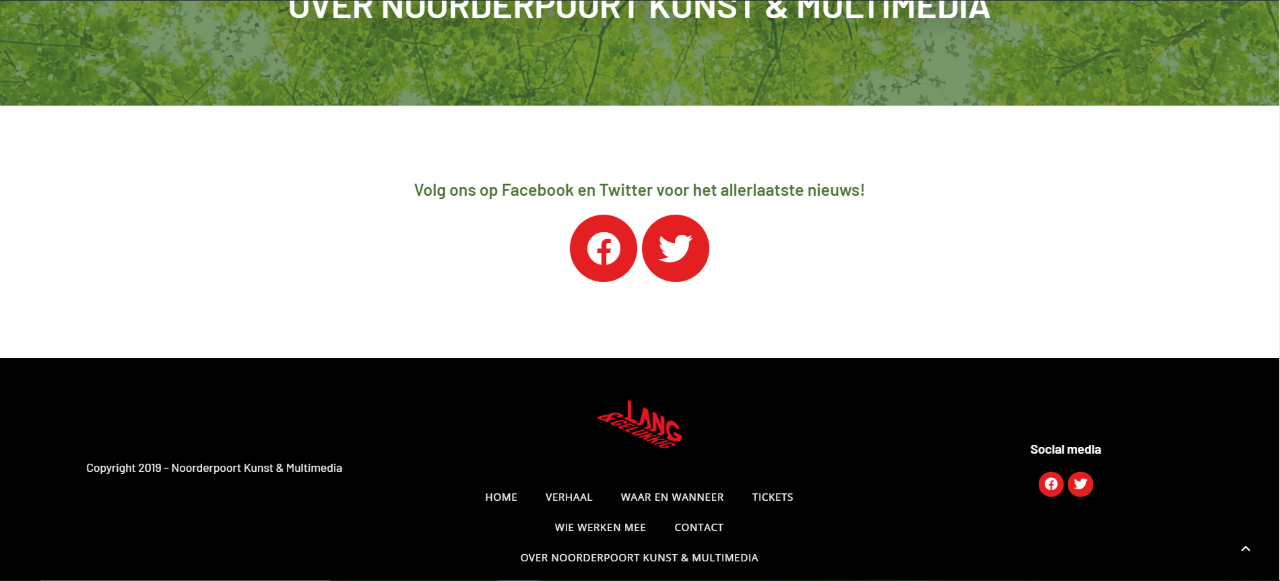 OVER NOORDERPOORT KUNST & MULTIMEDIA
Volg ons op Facebook en Twitter voor het allerlaatste nieuws!
LANG
&GELUKKIG
Copyright 2019 – Noorderpoort Kunst & Multimedia
HOME VERHAAL WAAR EN WANNEER TICKETS
WIE WERKEN MEE CONTACT
OVER NOORDERPOORT KUNST & MULTIMEDIA
Social media